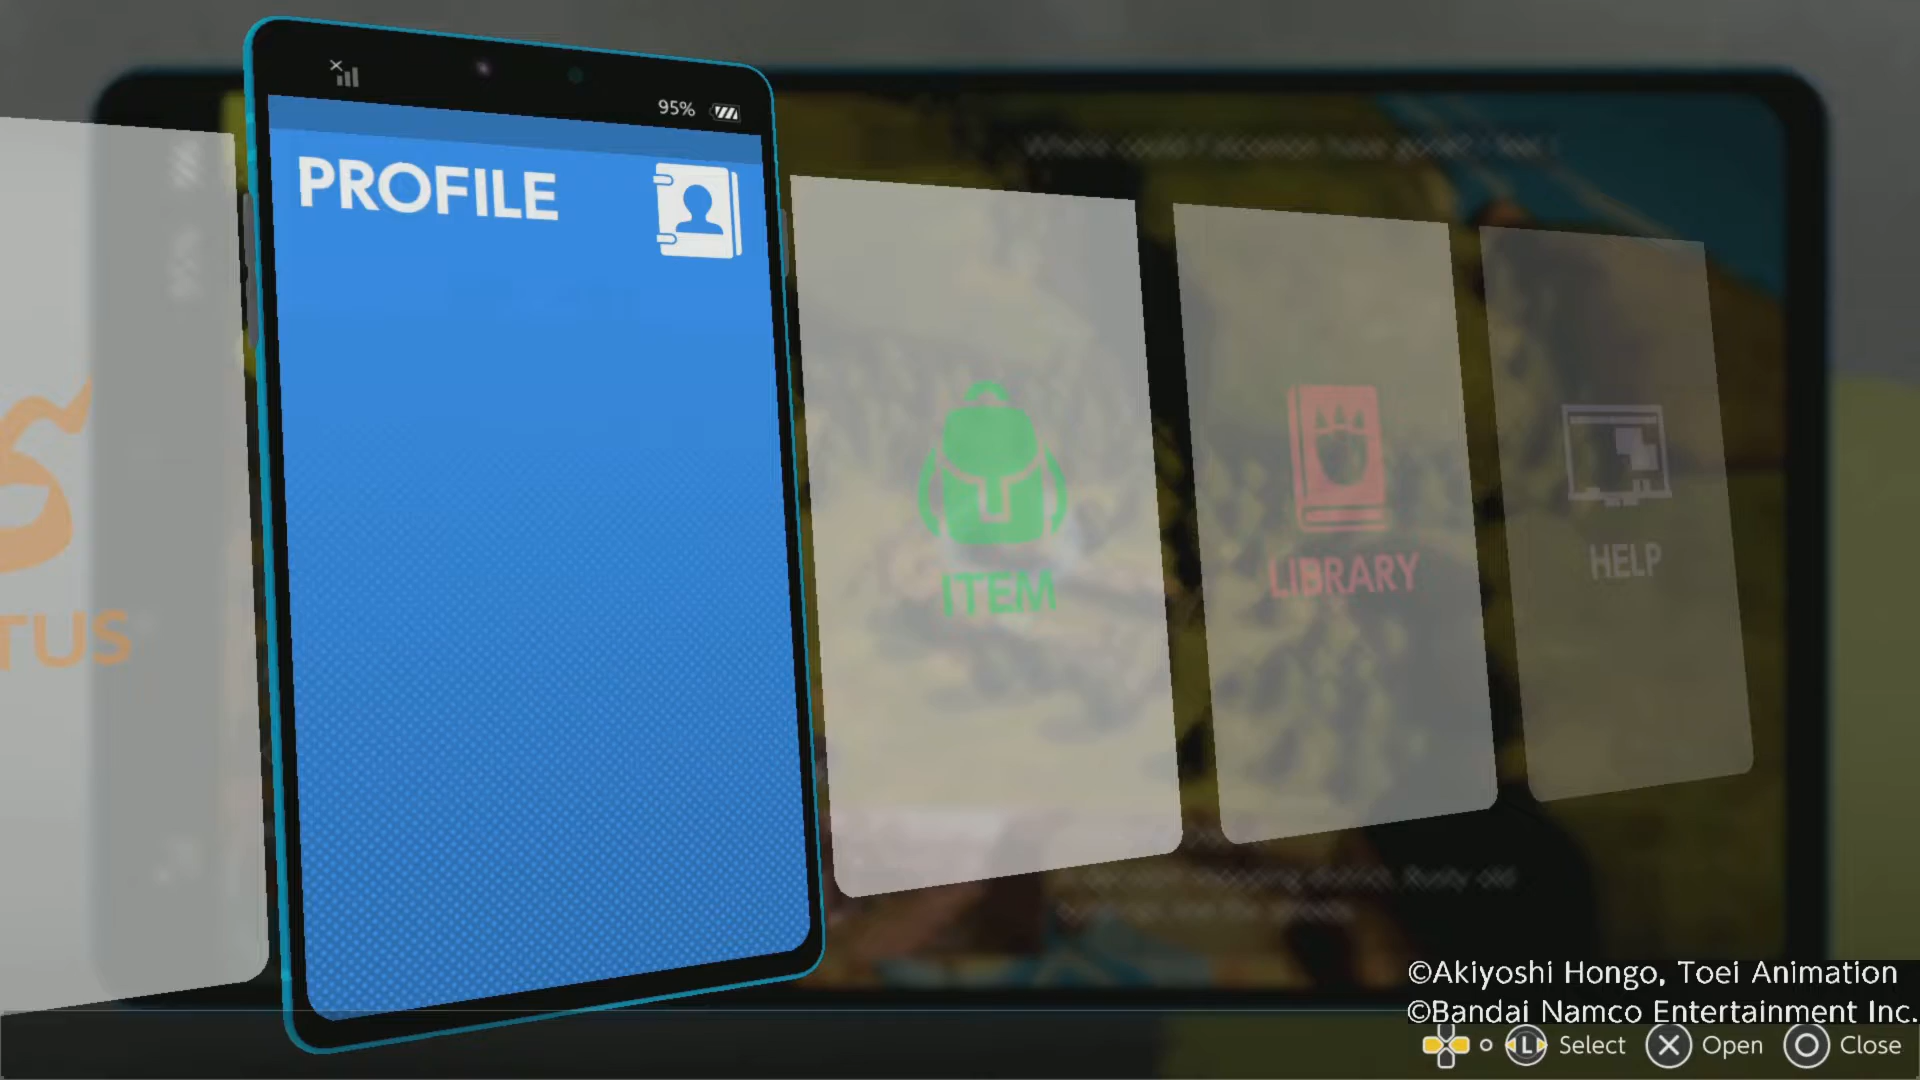 95%
PROFILE
TUS
ITEM
LIBRARY
HELP
©Akiyoshi Hongo, Toei Animation
©Bandai Namco Entertainment Inc.
L Select X Open O Close